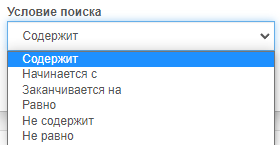 Условие поиска
Содержит
Содержит
Начинается с
Заканчивается на
Равно
Не содержит
Не равно